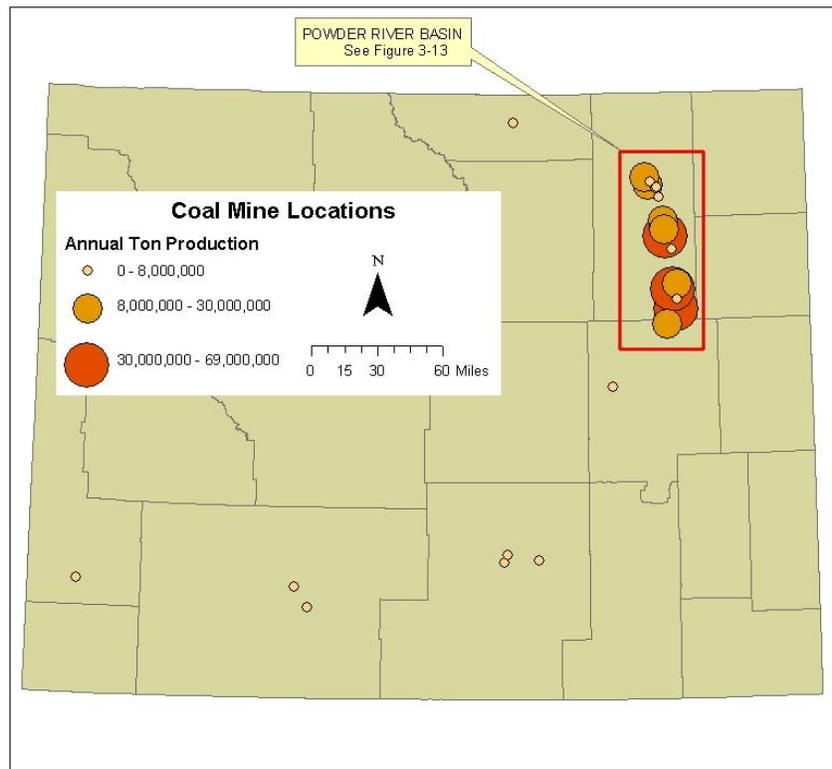 POWDER RIVER BASIN
See Figure 3-13
Coal Mine Locations
Annual Ton Production
0 - 8,000,000
8,000,000 - 30,000,000
30,000,000 - 69,000,000
N
0 15 30 60 Miles